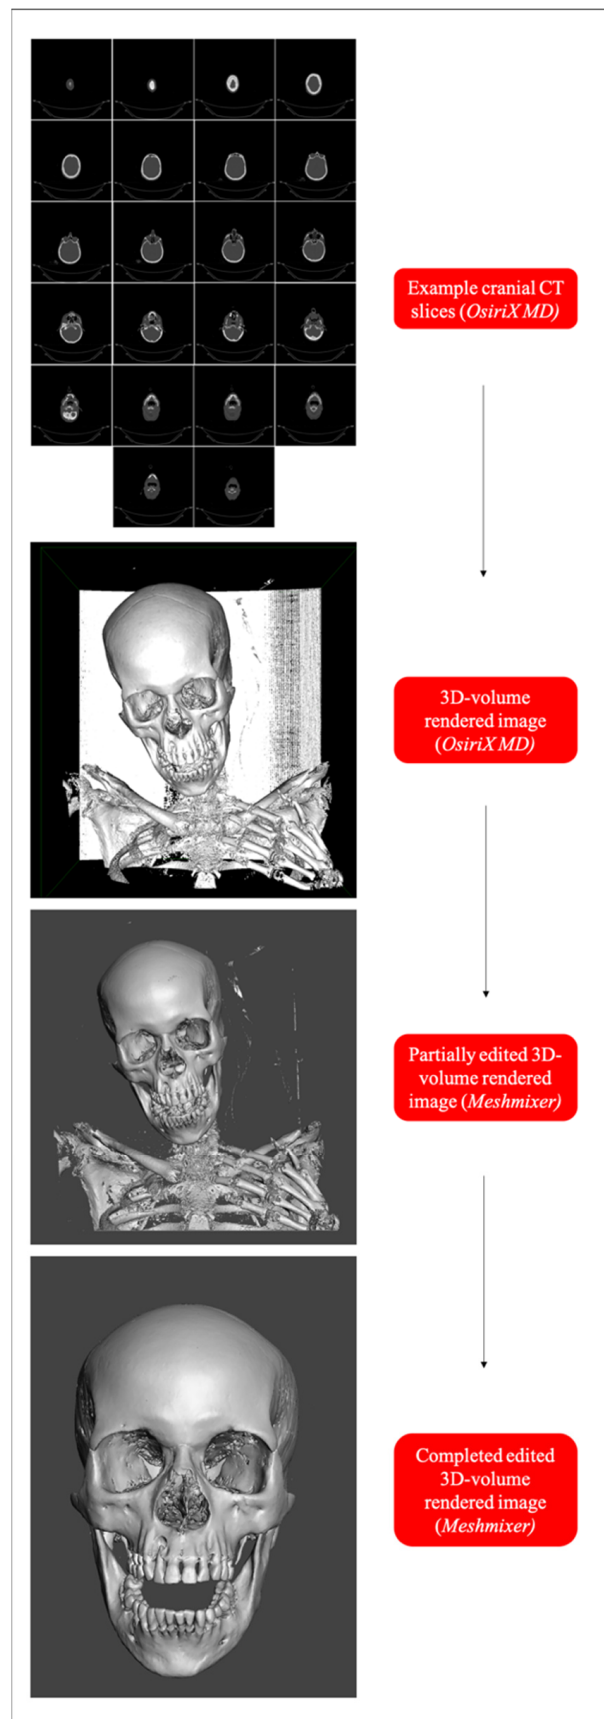 Example cranial CT
slices (OsiriX MD)
3D-volume
rendered image
(OsiriX MD)
Partially edited 3D-
volume rendered
image (Meshmixer)
Completed edited
3D-volume
rendered image
(Meshmixer)